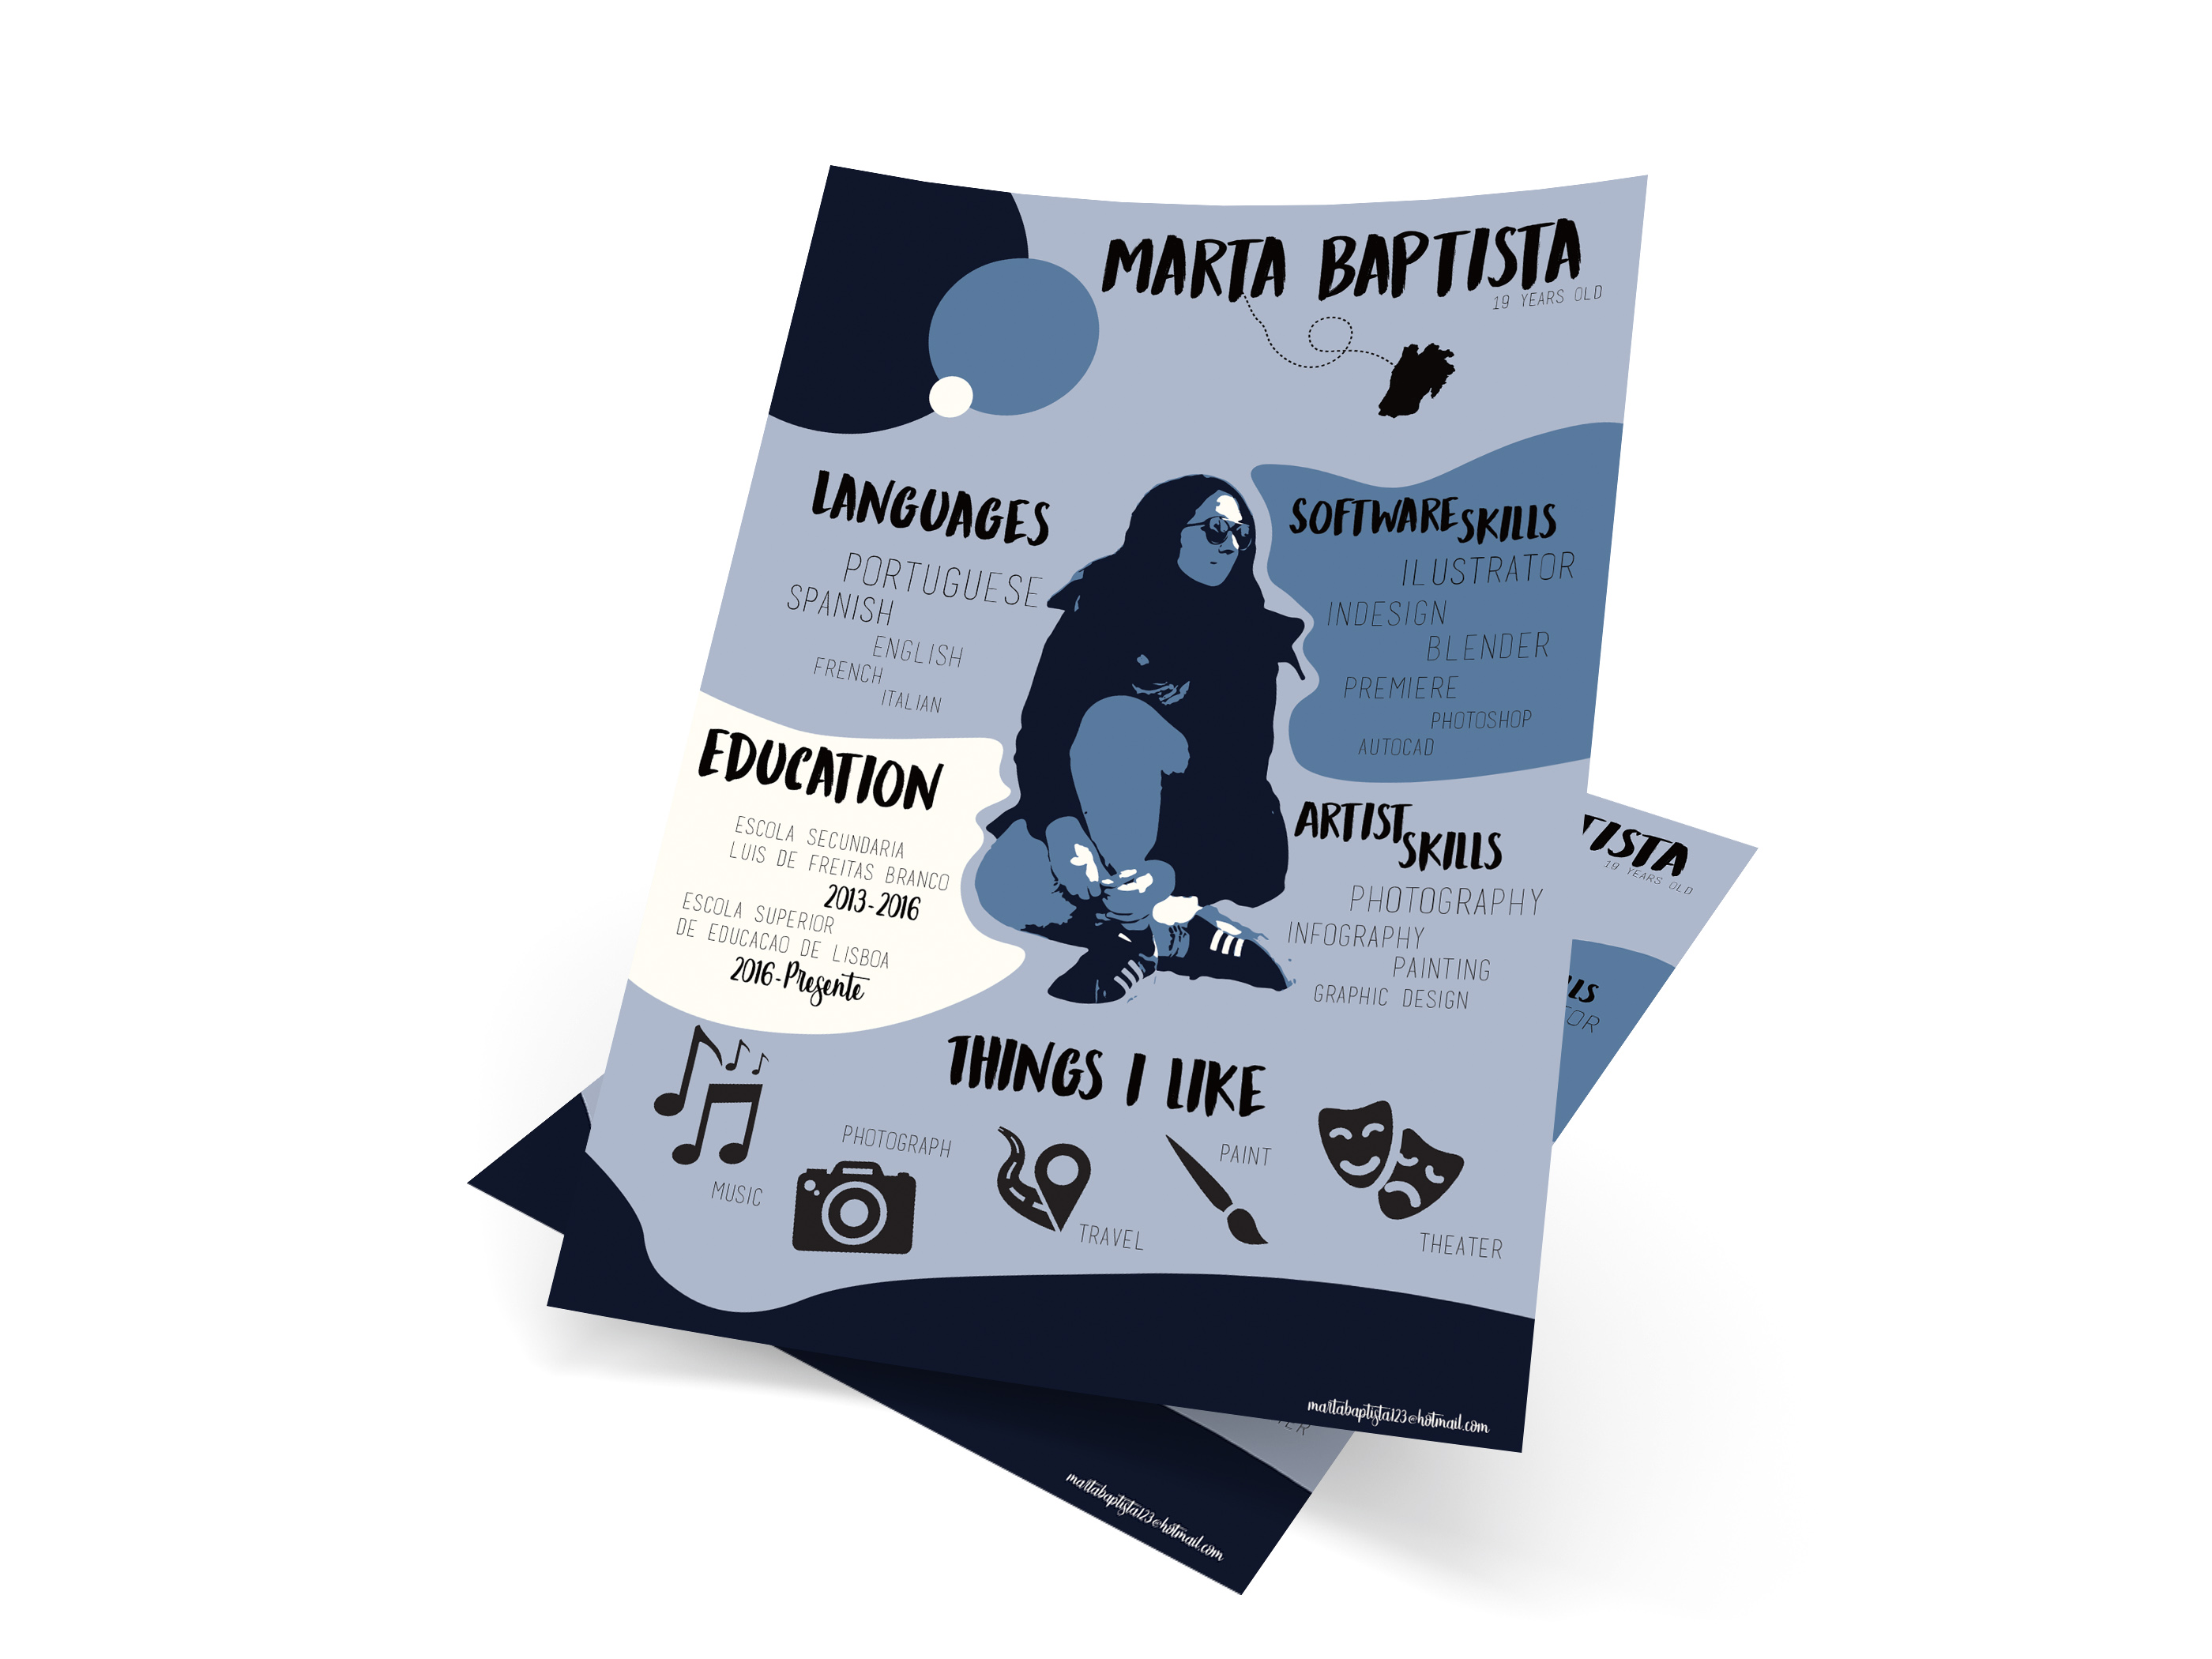 MARTA BAPTISTA
19 YEARS OLD
LANGUAGES
PORTUGUESE
SPANISH
ENGLISH
FRENCH
ITALIAN
SOFTWARE SKILLS
ILUSTRATOR
INDESIGN
BLENDER
PREMIERE
PHOTOSHOP
AUTOCAD
EDUCATION
ESCOLA SECUNDARIA
LUIS DE FREITAS BRANCO
2013-2016
ESCOLA SUPERIOR
DE EDUCACAO DE LISBOA
2016-Presente
ARTIST
SKILLS
PHOTOGRAPHY
INFOGRAPHY
PAINTING
GRAPHIC DESIGN
THINGS I LIKE
MUSIC
PHOTOGRAPH
TRAVEL
PAINT
THEATER
martabaptista123@hotmail.com
TISTA
19 YEARS OLD
LLS
TOR
TER
martabaptista123@hotmail.com